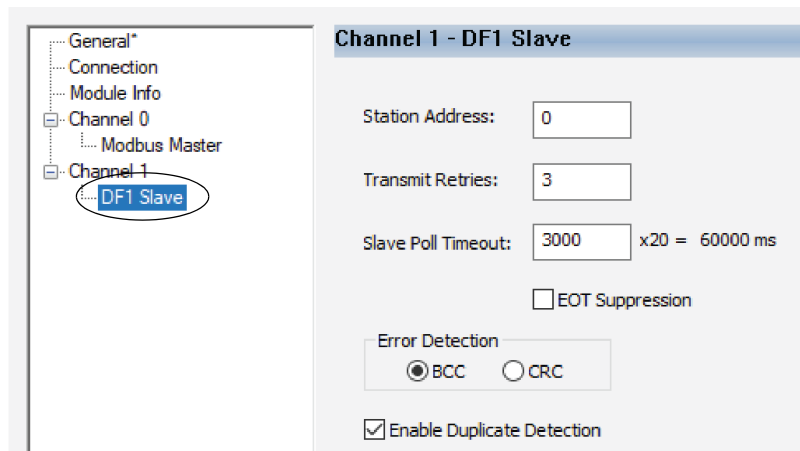 General*
Connection
Module Info
Channel 0
Modbus Master
Channel 1
DF1 Slave
Channel 1 - DF1 Slave
Station Address: 0
Transmit Retries: 3
Slave Poll Timeout: 3000 x20 = 60000 ms
EOT Suppression
Error Detection
BCC CRC
Enable Duplicate Detection